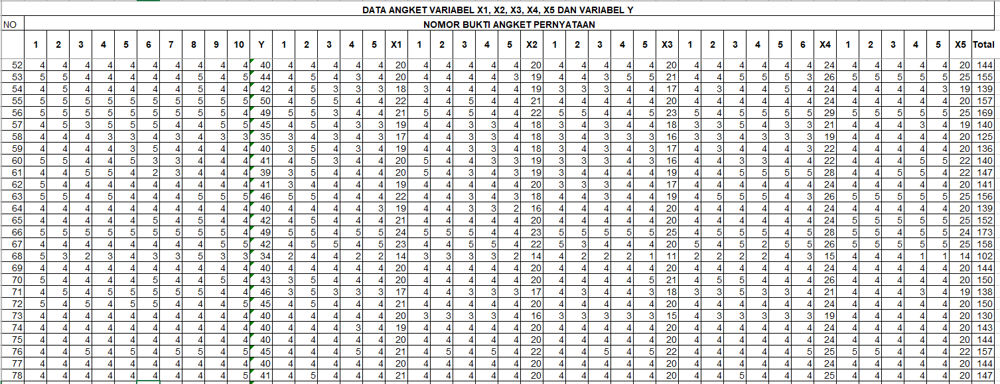 DATA ANGKET VARIABEL X1, X2, X3, X4, X5 DAN VARIABEL Y
NO NOMOR BUKTI ANGKET PERNYATAAN
1 2 3 4 5 6 7 8 9 10 Y 1 2 3 4 5 X1 1 2 3 4 5 X2 1 2 3 4 5 X3 1 2 3 4 5 6 X4 1 2 3 4 5 X5 Total
52 4 4 4 4 4 4 4 4 4 4 40 4 4 4 4 4 20 4 4 4 4 4 20 4 4 4 4 4 20 4 4 4 4 4 4 24 4 4 4 4 4 20 144
53 5 5 4 4 4 4 4 5 4 5 44 4 5 4 3 4 20 4 4 4 4 3 19 4 4 3 5 5 21 4 4 5 5 5 3 26 5 5 5 5 5 25 155
54 4 5 4 4 4 4 4 5 4 4 42 4 5 3 3 3 18 3 4 4 4 4 19 3 3 3 4 4 17 4 3 4 4 5 4 24 4 4 4 4 3 19 139
55 5 5 5 5 5 5 5 5 5 5 50 4 5 5 4 4 22 4 4 5 4 4 21 4 4 4 4 4 20 4 4 4 4 4 4 24 4 4 4 4 4 20 157
56 5 5 5 5 5 5 5 5 5 4 49 5 5 3 4 4 21 5 4 5 4 4 22 5 5 4 4 5 23 5 4 5 5 5 5 29 5 5 5 5 5 25 169
57 4 5 3 5 5 5 4 4 5 5 45 4 5 4 3 3 19 4 4 3 3 4 18 3 4 3 4 4 18 3 3 5 4 3 3 21 4 4 4 3 4 19 140
58 4 4 4 3 3 4 3 4 3 3 35 3 4 3 4 3 17 4 4 3 3 4 18 3 4 3 3 3 16 3 3 4 3 3 3 19 4 4 4 4 4 20 125
59 4 4 4 4 3 5 4 4 4 4 40 3 5 4 3 4 19 4 4 3 3 4 18 3 4 3 4 3 17 4 3 4 4 4 3 22 4 4 4 4 4 20 136
60 5 5 4 4 5 3 3 4 4 4 41 4 5 3 4 4 20 5 4 4 3 3 19 3 3 3 4 3 16 4 4 3 3 4 4 22 4 4 4 5 5 22 140
61 4 4 5 5 4 2 3 4 4 4 39 3 5 4 4 4 20 5 4 3 4 3 19 3 4 4 4 4 19 4 4 5 5 5 5 28 4 4 5 5 4 22 147
62 5 4 4 4 4 4 4 4 4 4 41 3 4 4 4 4 19 4 4 4 4 4 20 3 3 3 4 4 17 4 4 4 4 4 4 24 4 4 4 4 4 20 141
63 5 5 4 5 4 4 4 5 5 5 46 5 5 4 4 4 22 4 4 3 4 3 18 4 4 3 4 4 19 4 5 5 5 4 3 26 5 5 5 5 5 25 156
64 4 4 4 4 4 4 4 4 4 4 40 4 4 4 4 3 19 4 4 3 3 2 16 4 4 4 4 4 20 4 4 4 4 4 4 24 4 4 4 4 4 20 139
65 4 4 4 4 4 5 4 5 4 4 42 4 5 4 4 4 21 4 4 4 4 4 20 4 4 4 4 4 20 4 4 4 4 4 4 24 5 5 5 5 5 25 152
66 5 5 5 5 5 5 5 5 5 4 49 5 5 4 5 5 24 5 5 5 4 4 23 5 5 5 5 5 25 4 5 5 5 4 5 28 5 5 4 5 5 24 173
67 4 4 4 4 4 4 4 4 5 5 42 4 5 5 4 5 23 4 4 5 5 4 22 5 3 4 4 4 20 5 4 5 2 5 5 26 5 5 5 5 5 25 158
68 5 3 2 3 4 3 3 5 3 3 34 2 4 4 2 2 14 3 3 3 3 2 14 4 2 2 2 1 11 2 2 2 2 4 3 15 4 4 4 1 1 14 102
69 4 4 4 4 4 4 4 4 4 4 40 4 4 4 4 4 20 4 4 4 4 4 20 4 4 4 4 4 20 4 4 4 4 4 4 24 4 4 4 4 4 20 144
70 5 4 4 4 4 5 4 4 5 4 43 3 5 4 4 4 20 4 4 4 4 4 20 4 4 4 4 5 21 4 5 5 4 4 4 26 4 4 4 4 4 20 150
71 4 5 4 5 5 5 5 5 4 4 46 3 5 3 3 3 17 4 4 3 3 3 17 4 3 4 4 3 18 3 3 5 3 3 4 21 4 4 4 3 4 19 138
72 5 4 5 4 5 5 4 4 4 5 45 4 5 4 4 4 21 4 4 4 4 4 20 4 4 4 4 4 20 4 4 4 4 4 4 24 4 4 4 4 4 20 150
73 4 4 4 4 4 4 4 4 4 4 40 4 4 4 4 4 20 3 3 3 3 4 16 3 3 3 3 3 15 4 3 3 3 3 3 19 4 4 4 4 4 20 130
74 4 4 4 4 4 4 4 4 4 4 40 4 4 4 3 4 19 4 4 4 4 4 20 4 4 4 4 4 20 4 4 4 4 4 4 24 4 4 4 4 4 20 143
75 4 4 4 4 4 4 4 4 4 4 40 4 4 4 4 4 20 4 4 4 4 4 20 4 4 4 4 4 20 4 4 4 4 4 4 24 4 4 4 4 4 20 144
76 4 4 5 4 5 4 5 5 4 5 45 4 4 4 5 4 21 4 5 4 5 4 22 4 4 5 4 5 22 4 4 4 4 4 5 25 5 5 4 4 4 22 157
77 4 4 4 4 4 4 4 4 4 4 40 4 4 4 4 4 20 4 4 4 4 4 20 4 4 4 4 4 20 4 4 4 4 4 4 24 4 4 4 4 4 20 144
78 4 4 4 4 4 4 4 4 4 5 41 4 5 4 4 4 21 4 4 4 4 4 20 4 4 4 4 4 20 4 4 5 4 4 4 25 4 4 4 4 4 20 147